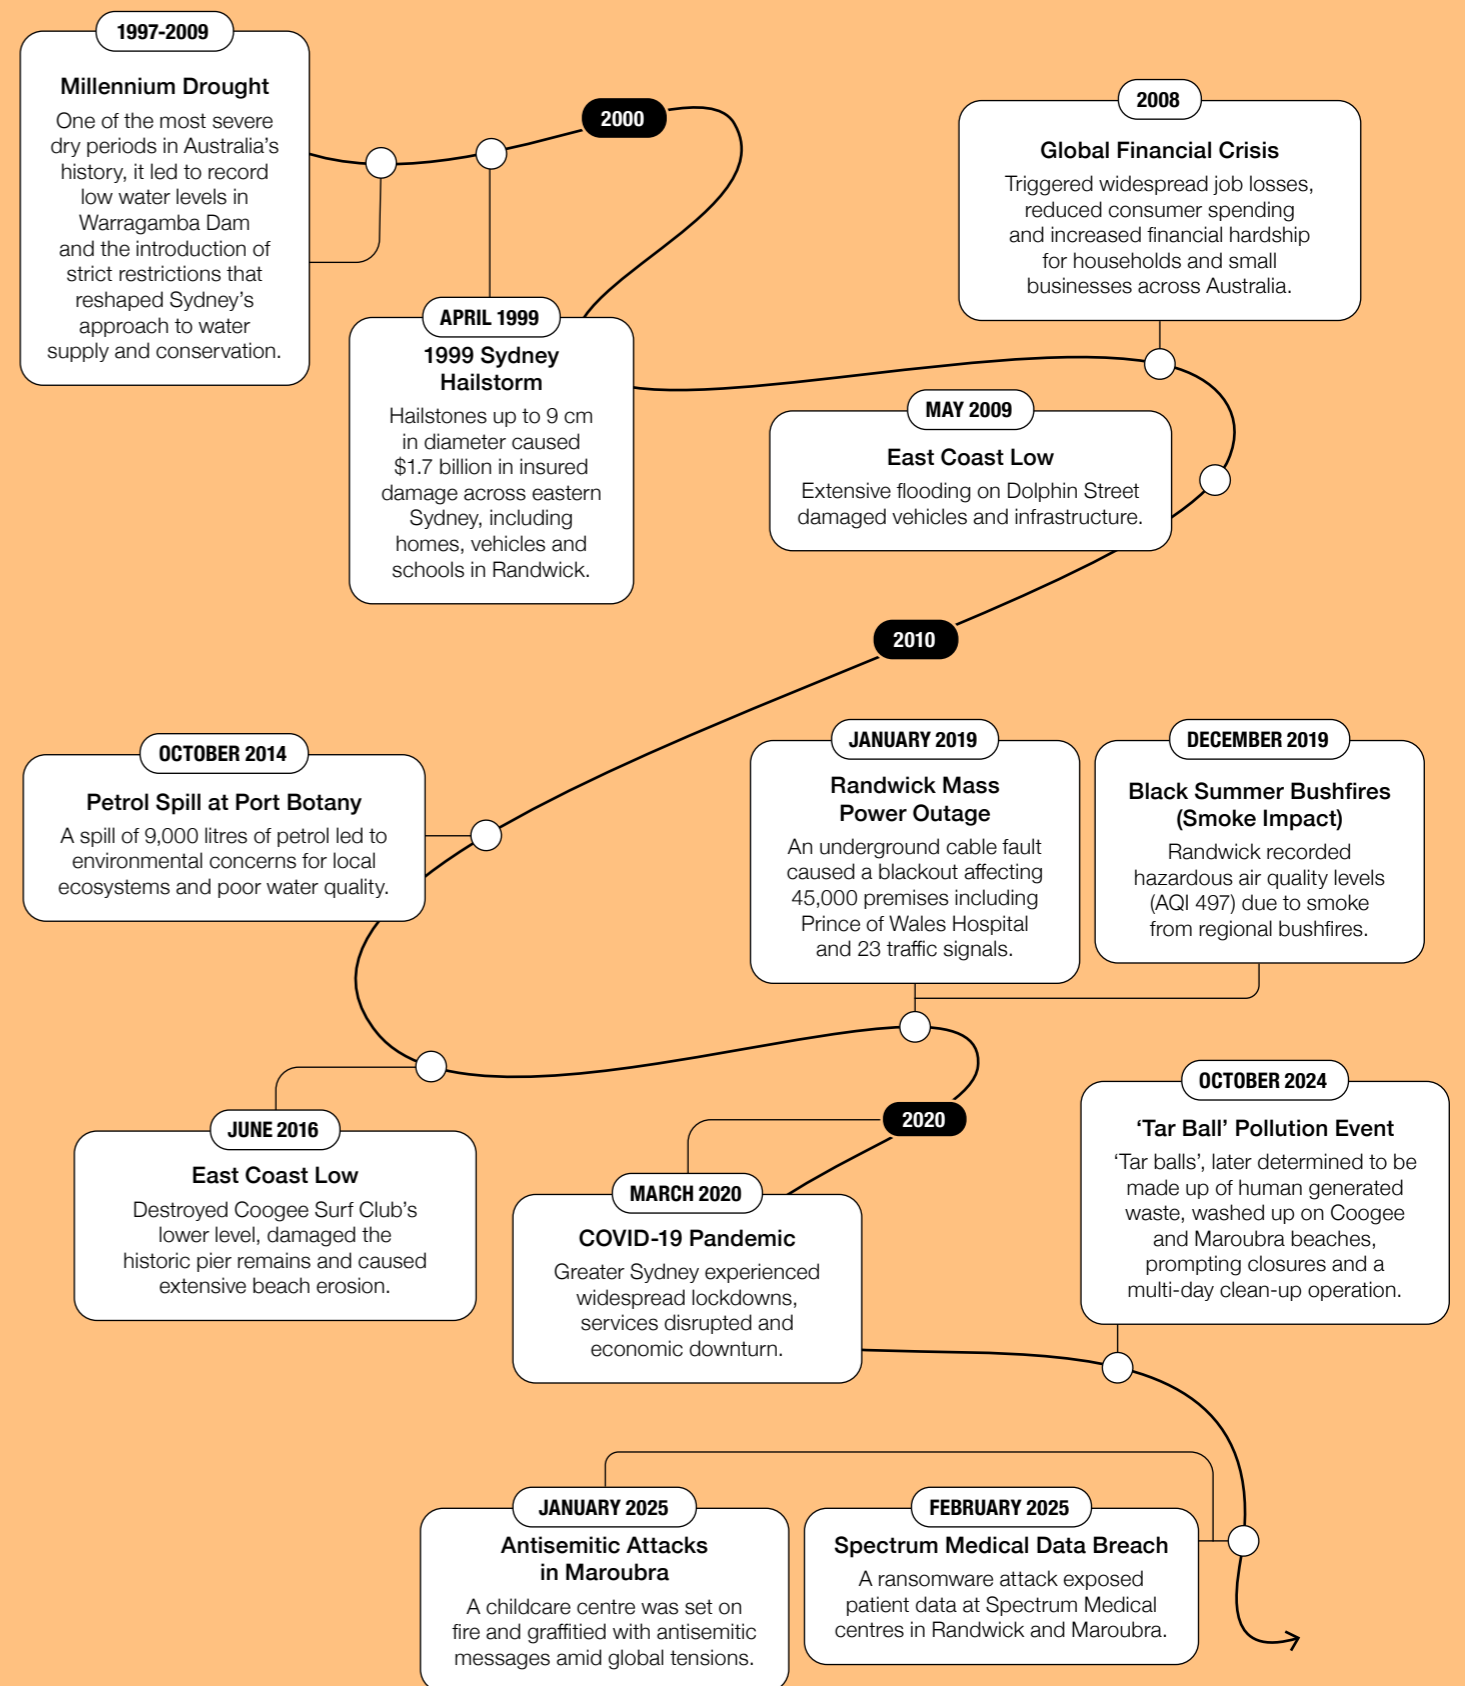 1997-2009
Millennium Drought
One of the most severe
dry periods in Australia’s
history, it led to record
low water levels in
Warragamba Dam
and the introduction of
strict restrictions that
reshaped Sydney’s
approach to water
supply and conservation.
APRIL 1999
1999 Sydney
Hailstorm
Hailstones up to 9 cm
in diameter caused
$1.7 billion in insured
damage across eastern
Sydney, including
homes, vehicles and
schools in Randwick.
2000
2008
Global Financial Crisis
Triggered widespread job losses,
reduced consumer spending
and increased financial hardship
for households and small
businesses across Australia.
MAY 2009
East Coast Low
Extensive flooding on Dolphin Street
damaged vehicles and infrastructure.
2010
OCTOBER 2014
Petrol Spill at Port Botany
A spill of 9,000 litres of petrol led to
environmental concerns for local
ecosystems and poor water quality.
JUNE 2016
East Coast Low
Destroyed Coogee Surf Club’s
lower level, damaged the
historic pier remains and caused
extensive beach erosion.
JANUARY 2019
Randwick Mass
Power Outage
An underground cable fault
caused a blackout affecting
45,000 premises including
Prince of Wales Hospital
and 23 traffic signals.
DECEMBER 2019
Black Summer Bushfires
(Smoke Impact)
Randwick recorded
hazardous air quality levels
(AQI 497) due to smoke
from regional bushfires.
2020
MARCH 2020
COVID-19 Pandemic
Greater Sydney experienced
widespread lockdowns,
services disrupted and
economic downturn.
OCTOBER 2024
‘Tar Ball’ Pollution Event
‘Tar balls’, later determined to be
made up of human generated
waste, washed up on Coogee
and Maroubra beaches,
prompting closures and a
multi-day clean-up operation.
JANUARY 2025
Antisemitic Attacks
in Maroubra
A childcare centre was set on
fire and graffitied with antisemitic
messages amid global tensions.
FEBRUARY 2025
Spectrum Medical Data Breach
A ransomware attack exposed
patient data at Spectrum Medical
centres in Randwick and Maroubra.